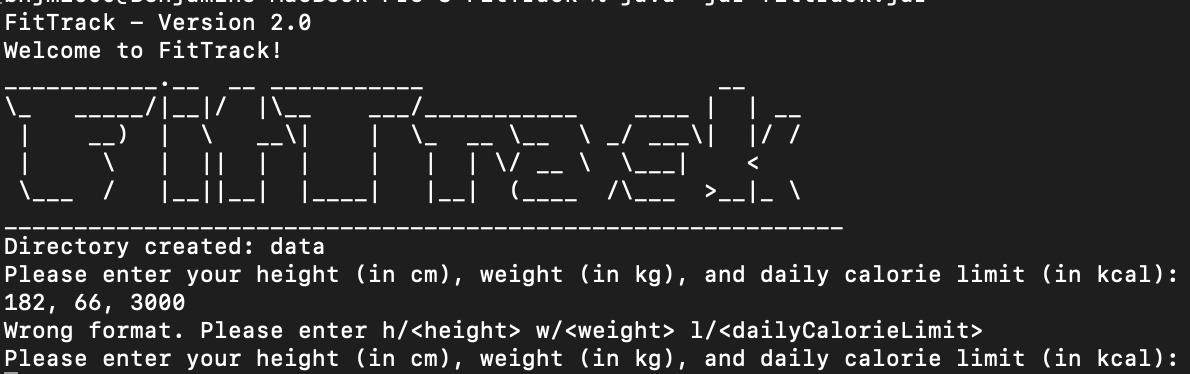 FitTrack - Version 2.0
Welcome to FitTrack!
FitTrack
Directory created: data
Please enter your height (in cm), weight (in kg), and daily calorie limit (in kcal):
182, 66, 3000
Wrong format. Please enter h/<height> w/<weight> l/<dailyCalorieLimit>
Please enter your height (in cm), weight (in kg), and daily calorie limit (in kcal):